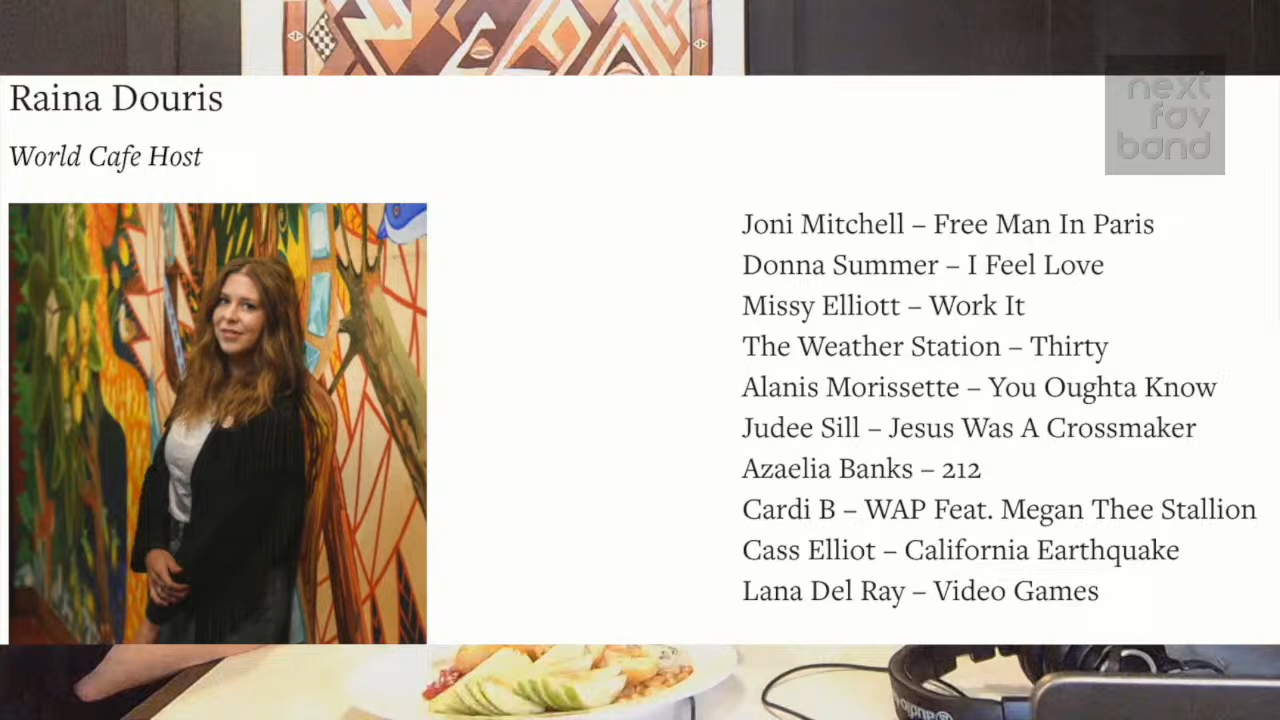 Raina Douris
World Cafe Host
next
fav
band
Joni Mitchell – Free Man In Paris
Donna Summer – I Feel Love
Missy Elliott – Work It
The Weather Station – Thirty
Alanis Morissette – You Oughta Know
Judee Sill – Jesus Was A Crossmaker
Azaelia Banks – 212
Cardi B – WAP Feat. Megan Thee Stallion
Cass Elliot – California Earthquake
Lana Del Ray – Video Games